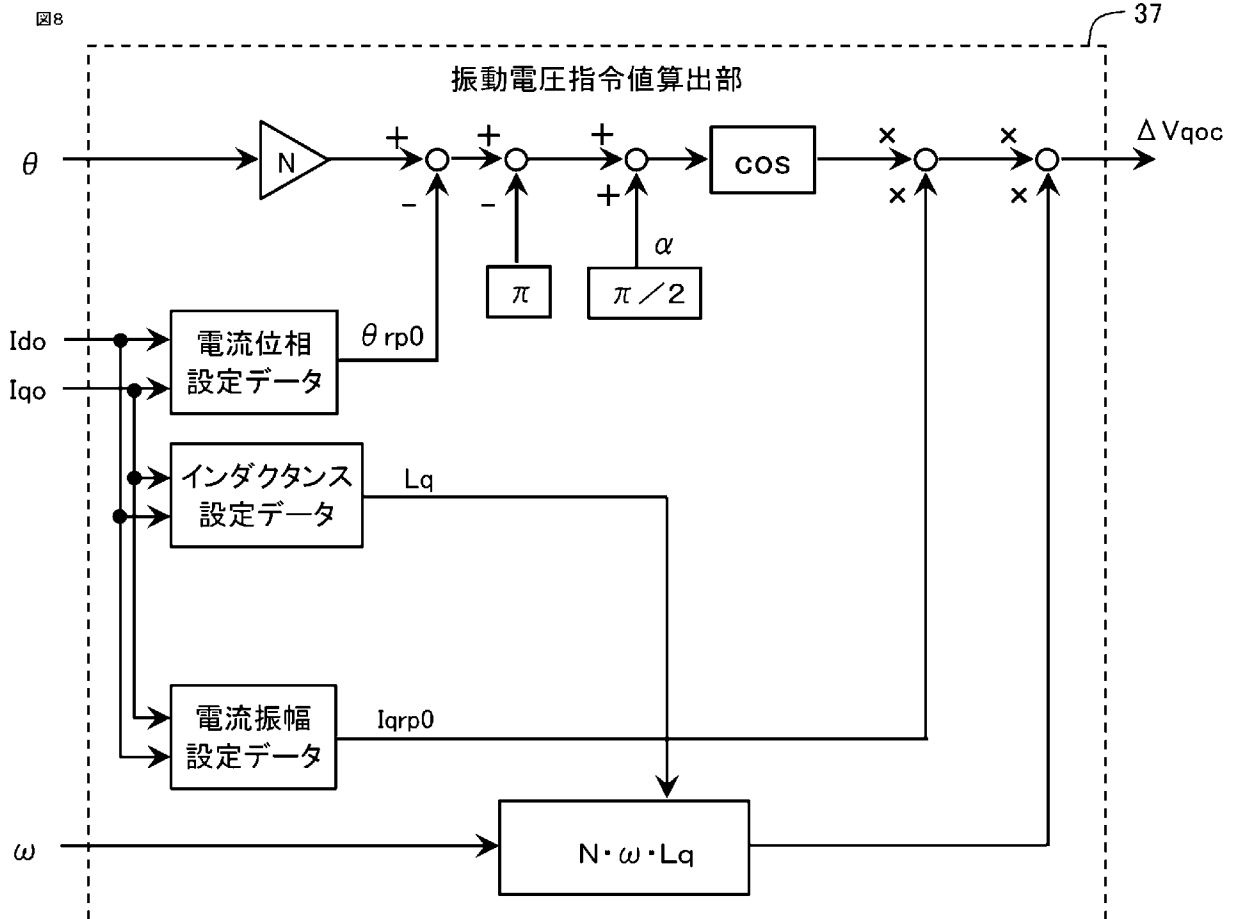 図8
37
振動電圧指令値算出部
θ
N
+
-
+
-
+
+
cos
×
×
×
×
ΔVqoc
π
α
π/2
Ido
Iqo
電流位相
設定データ
θrp0
インダクタンス
設定データ
Lq
電流振幅
設定データ
Iqrp0
ω
N・ω・Lq